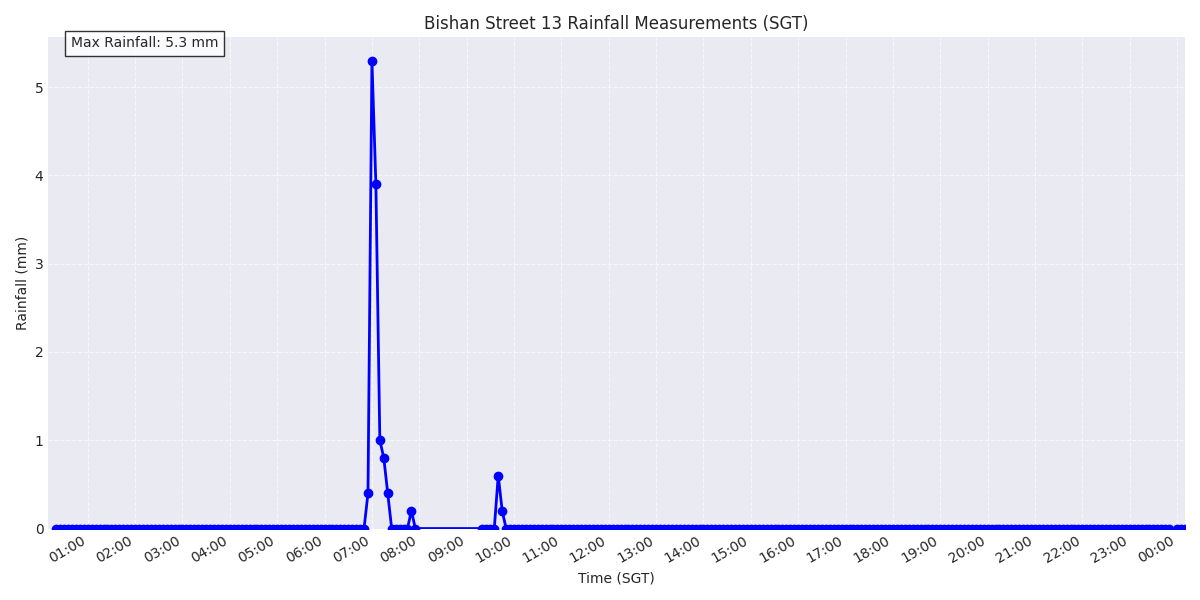 Bishan Street 13 Rainfall Measurements (SGT)
Max Rainfall: 5.3 mm
Rainfall (mm)
5
4
3
2
1
0
01:00 02:00 03:00 04:00 05:00 06:00 07:00 08:00 09:00 10:00 11:00 12:00 13:00 14:00 15:00 16:00 17:00 18:00 19:00 20:00 21:00 22:00 23:00 00:00
Time (SGT)